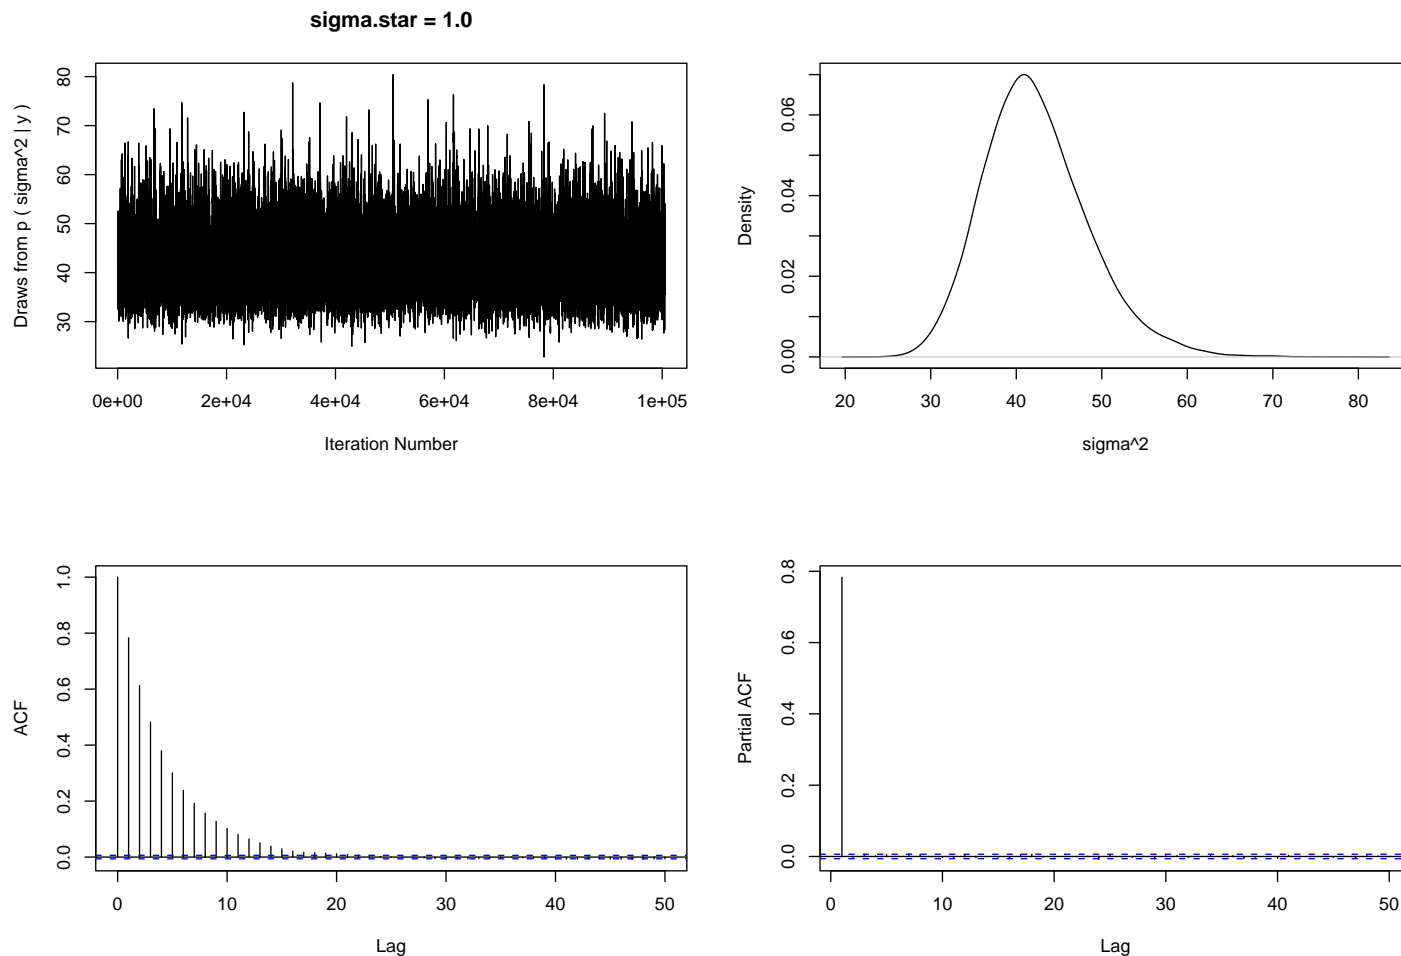 sigma.star = 1.0
Draws from p ( sigma^2 | y )
80
70
60
50
40
30
0e+00 2e+04 4e+04 6e+04 8e+04 1e+05
Iteration Number
Density
0.06
0.04
0.02
0.00
20 30 40 50 60 70 80
sigma^2
ACF
1.0
0.8
0.6
0.4
0.2
0.0
0 10 20 30 40 50
Lag
Partial ACF
0.8
0.6
0.4
0.2
0.0
0 10 20 30 40 50
Lag